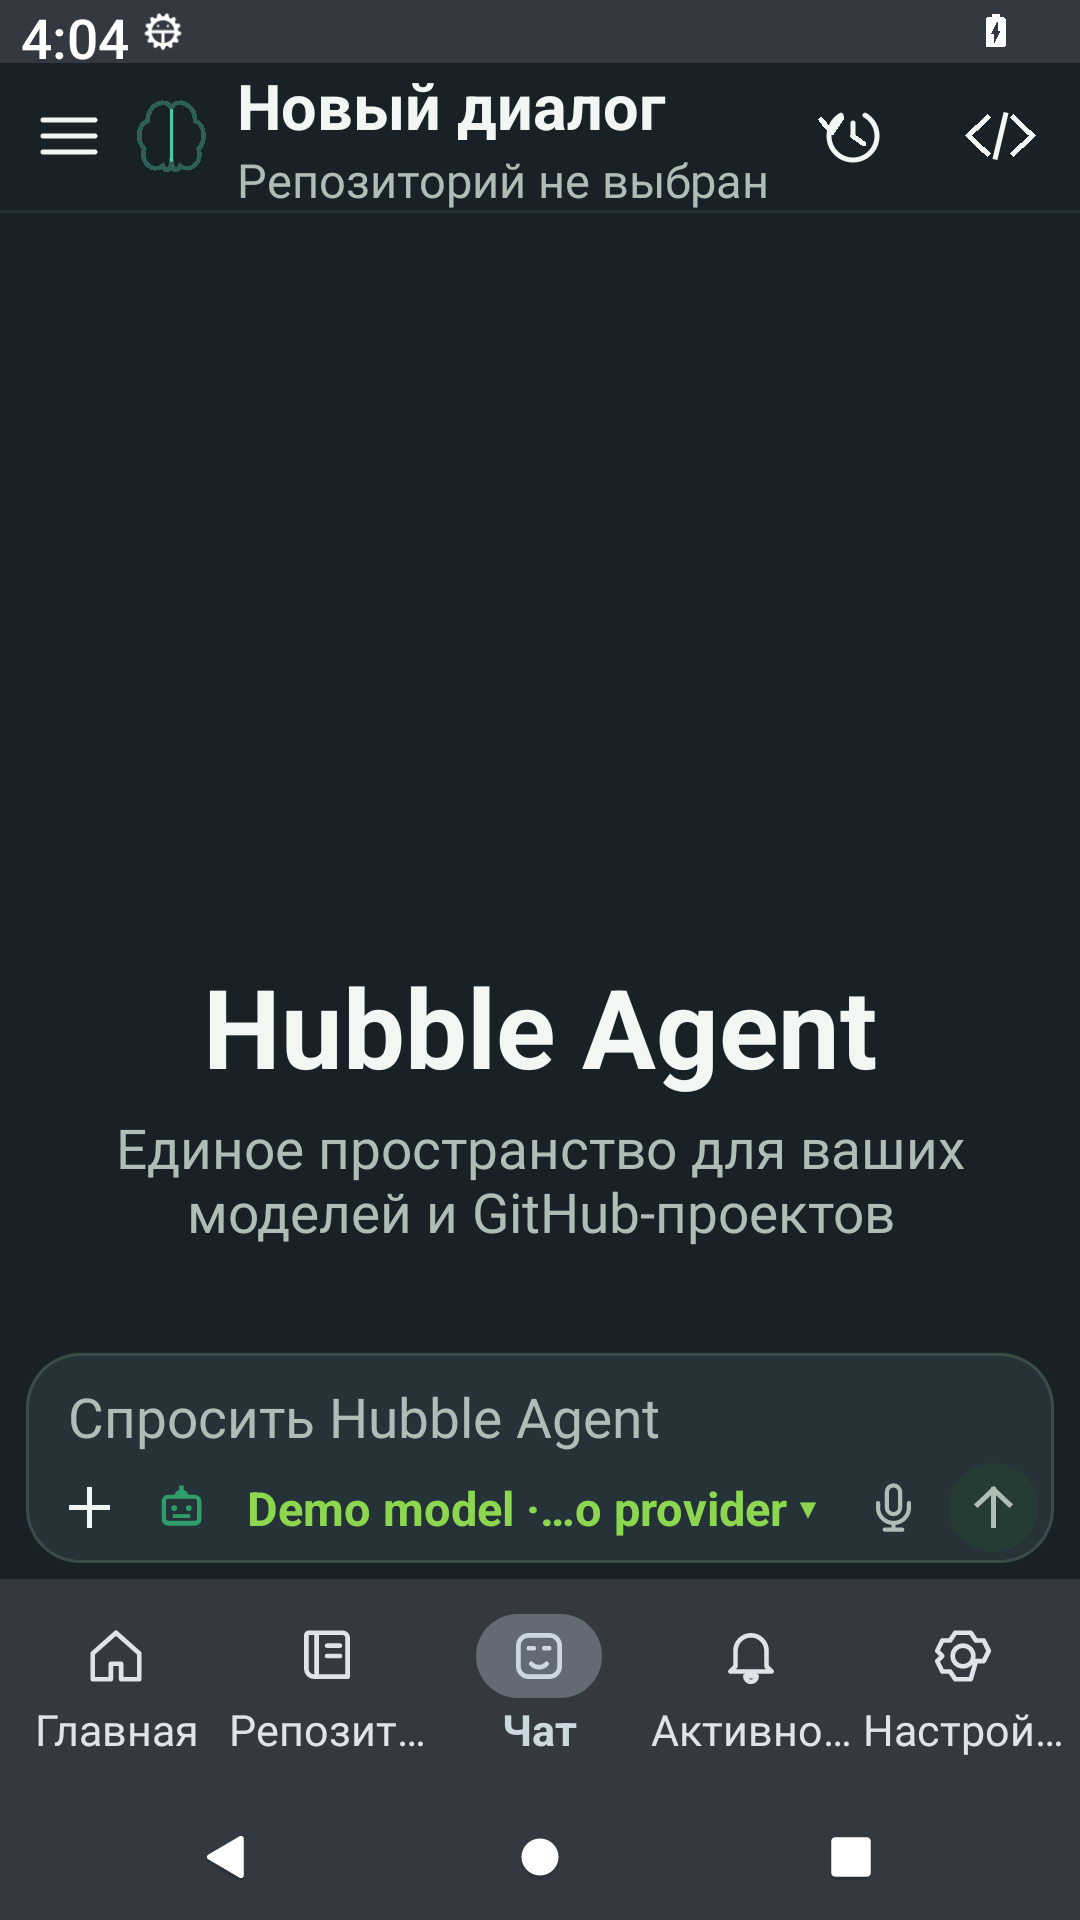 4:04
Новый диалог
Репозиторий не выбран
Hubble Agent
Единое пространство для ваших
моделей и GitHub-проектов
Спросить Hubble Agent
Demo model ·…o provider ▾
Главная
Репозит…
Чат
Активно…
Настрой…